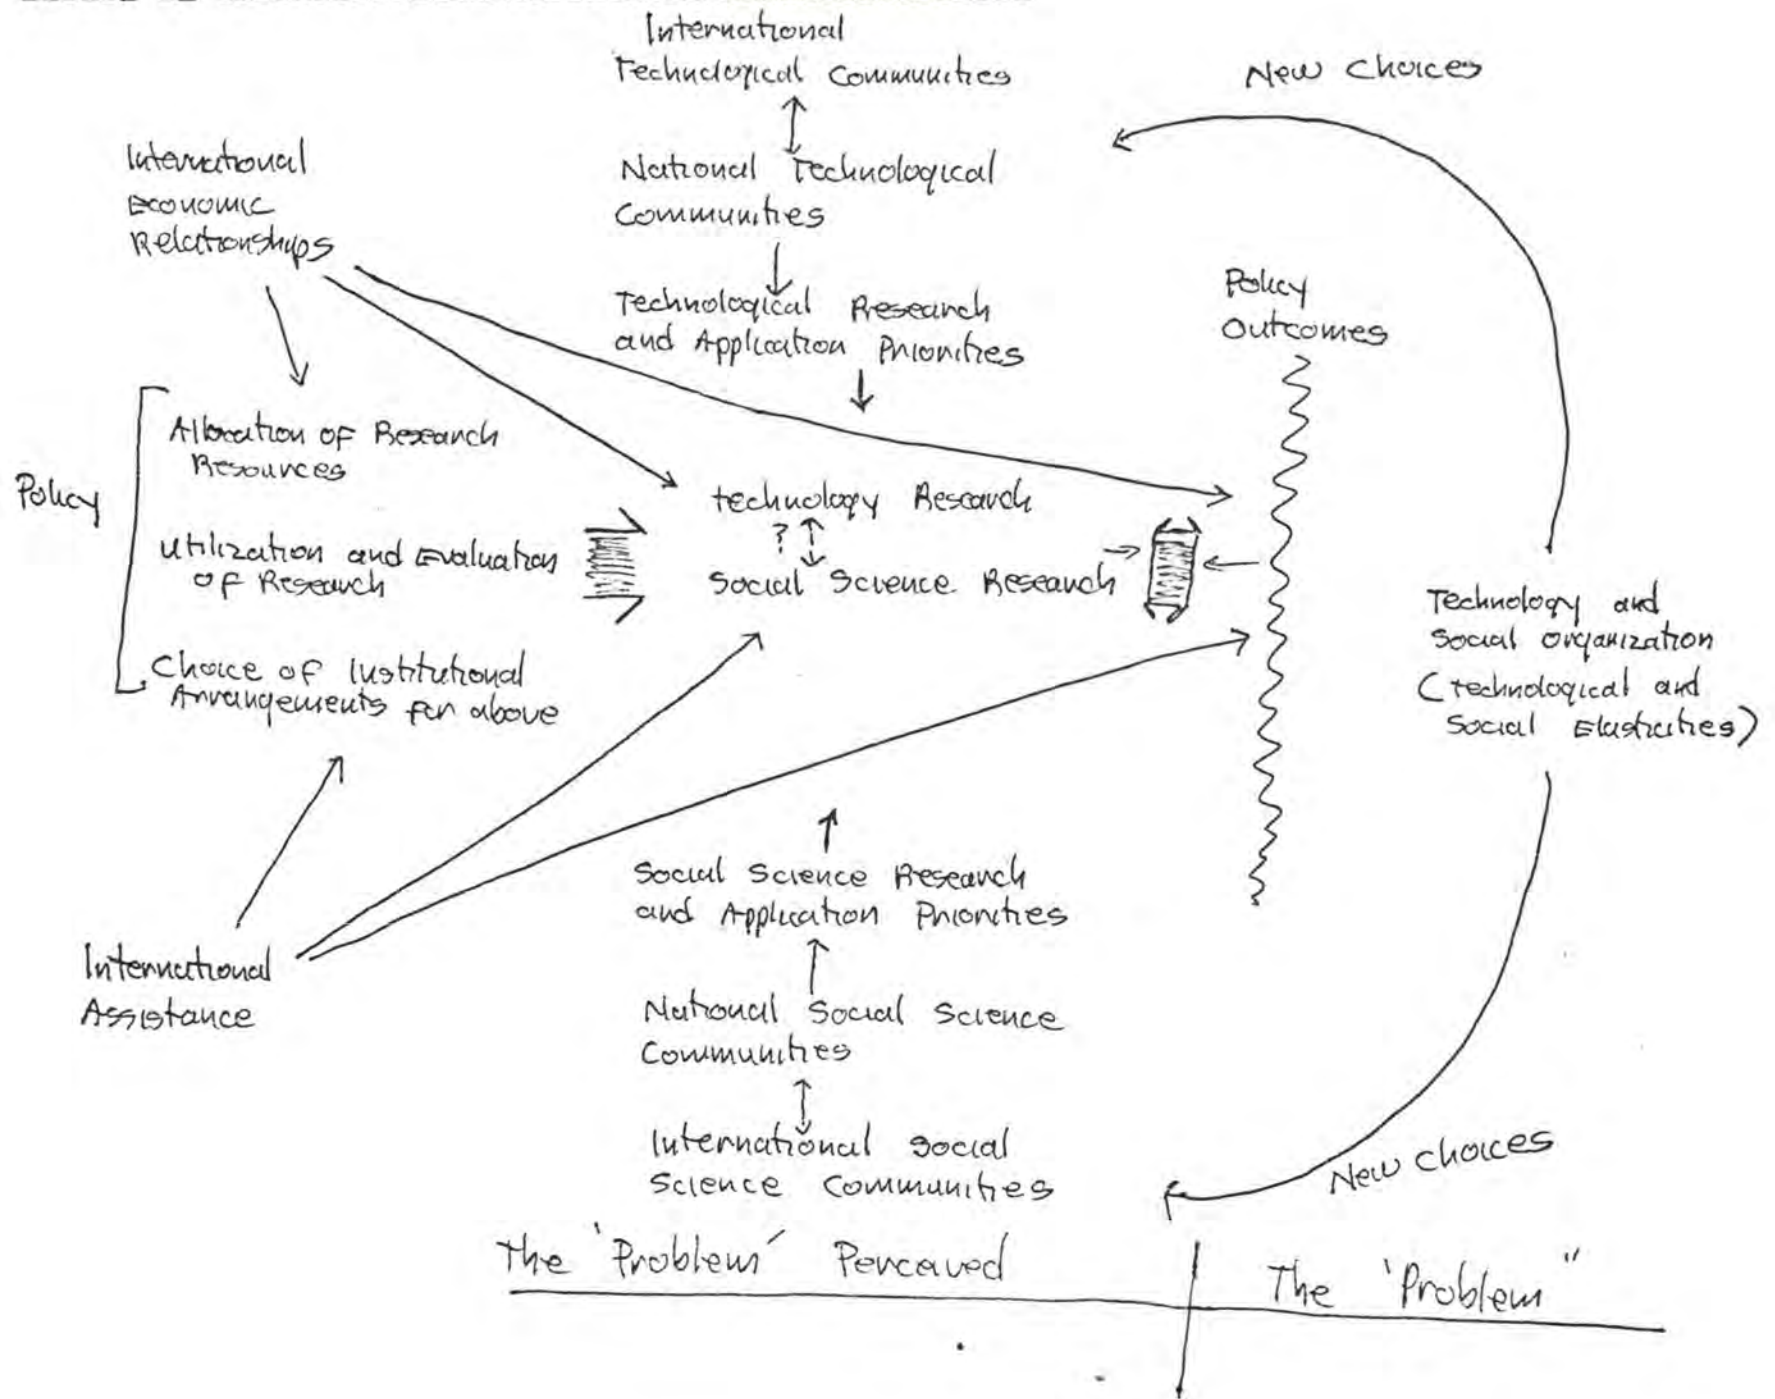 International
Technological Communities
New Choices
International
Economic
Relationships
National Technological
Communities
Technological Research
and Application Priorities
Policy
Outcomes
Policy
Allocation of Research
Resources
Utilization and Evaluation
of Research
Choice of Institutional
Arrangements for above
technology Research
?
Social Science Research
Technology and
Social Organization
(technological and
Social Elasticities)
Social Science Research
and Application Priorities
International
Assistance
National Social Science
Communities
International Social
Science Communities
New Choices
The 'Problem' Perceived
The 'Problem"